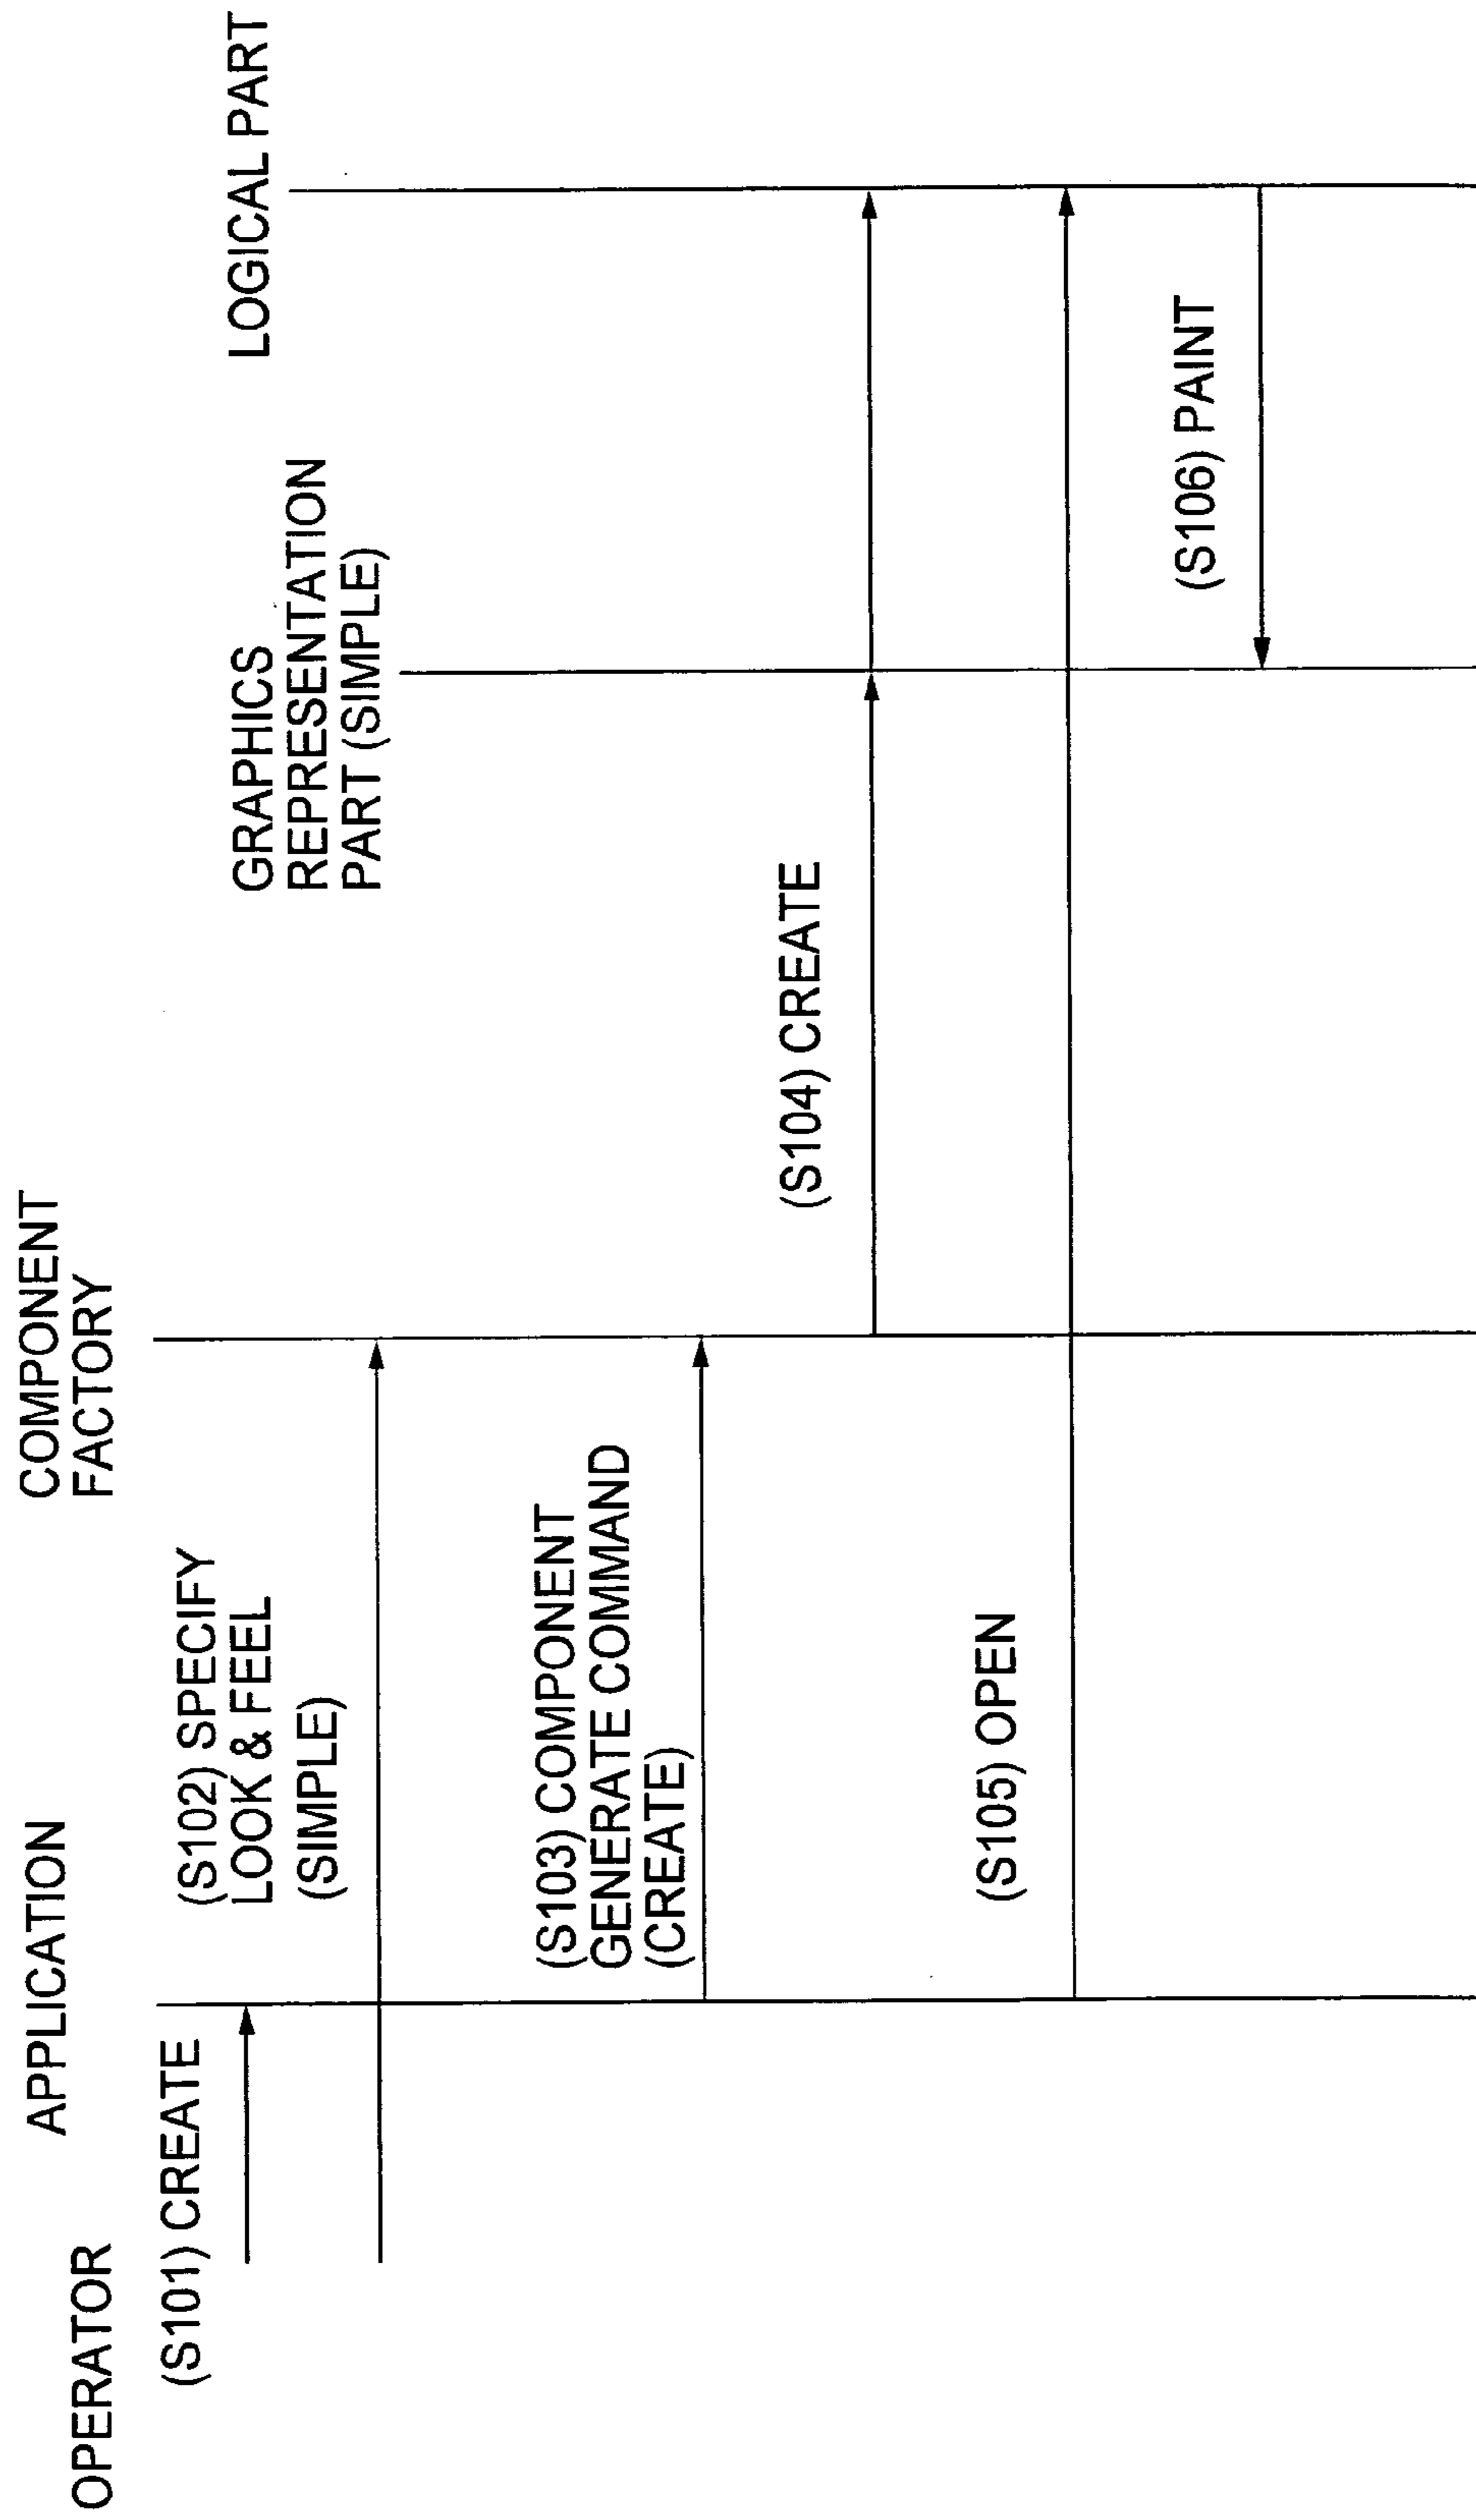 OPERATOR
APPLICATION
COMPONENT
FACTORY
GRAPHICS
REPRESENTATION
PART (SIMPLE)
LOGICAL PART
(S101) CREATE
(S102) SPECIFY
LOOK & FEEL
(SIMPLE)
(S103) COMPONENT
GENERATE COMMAND
(CREATE)
(S104) CREATE
(S105) OPEN
(S106) PAINT